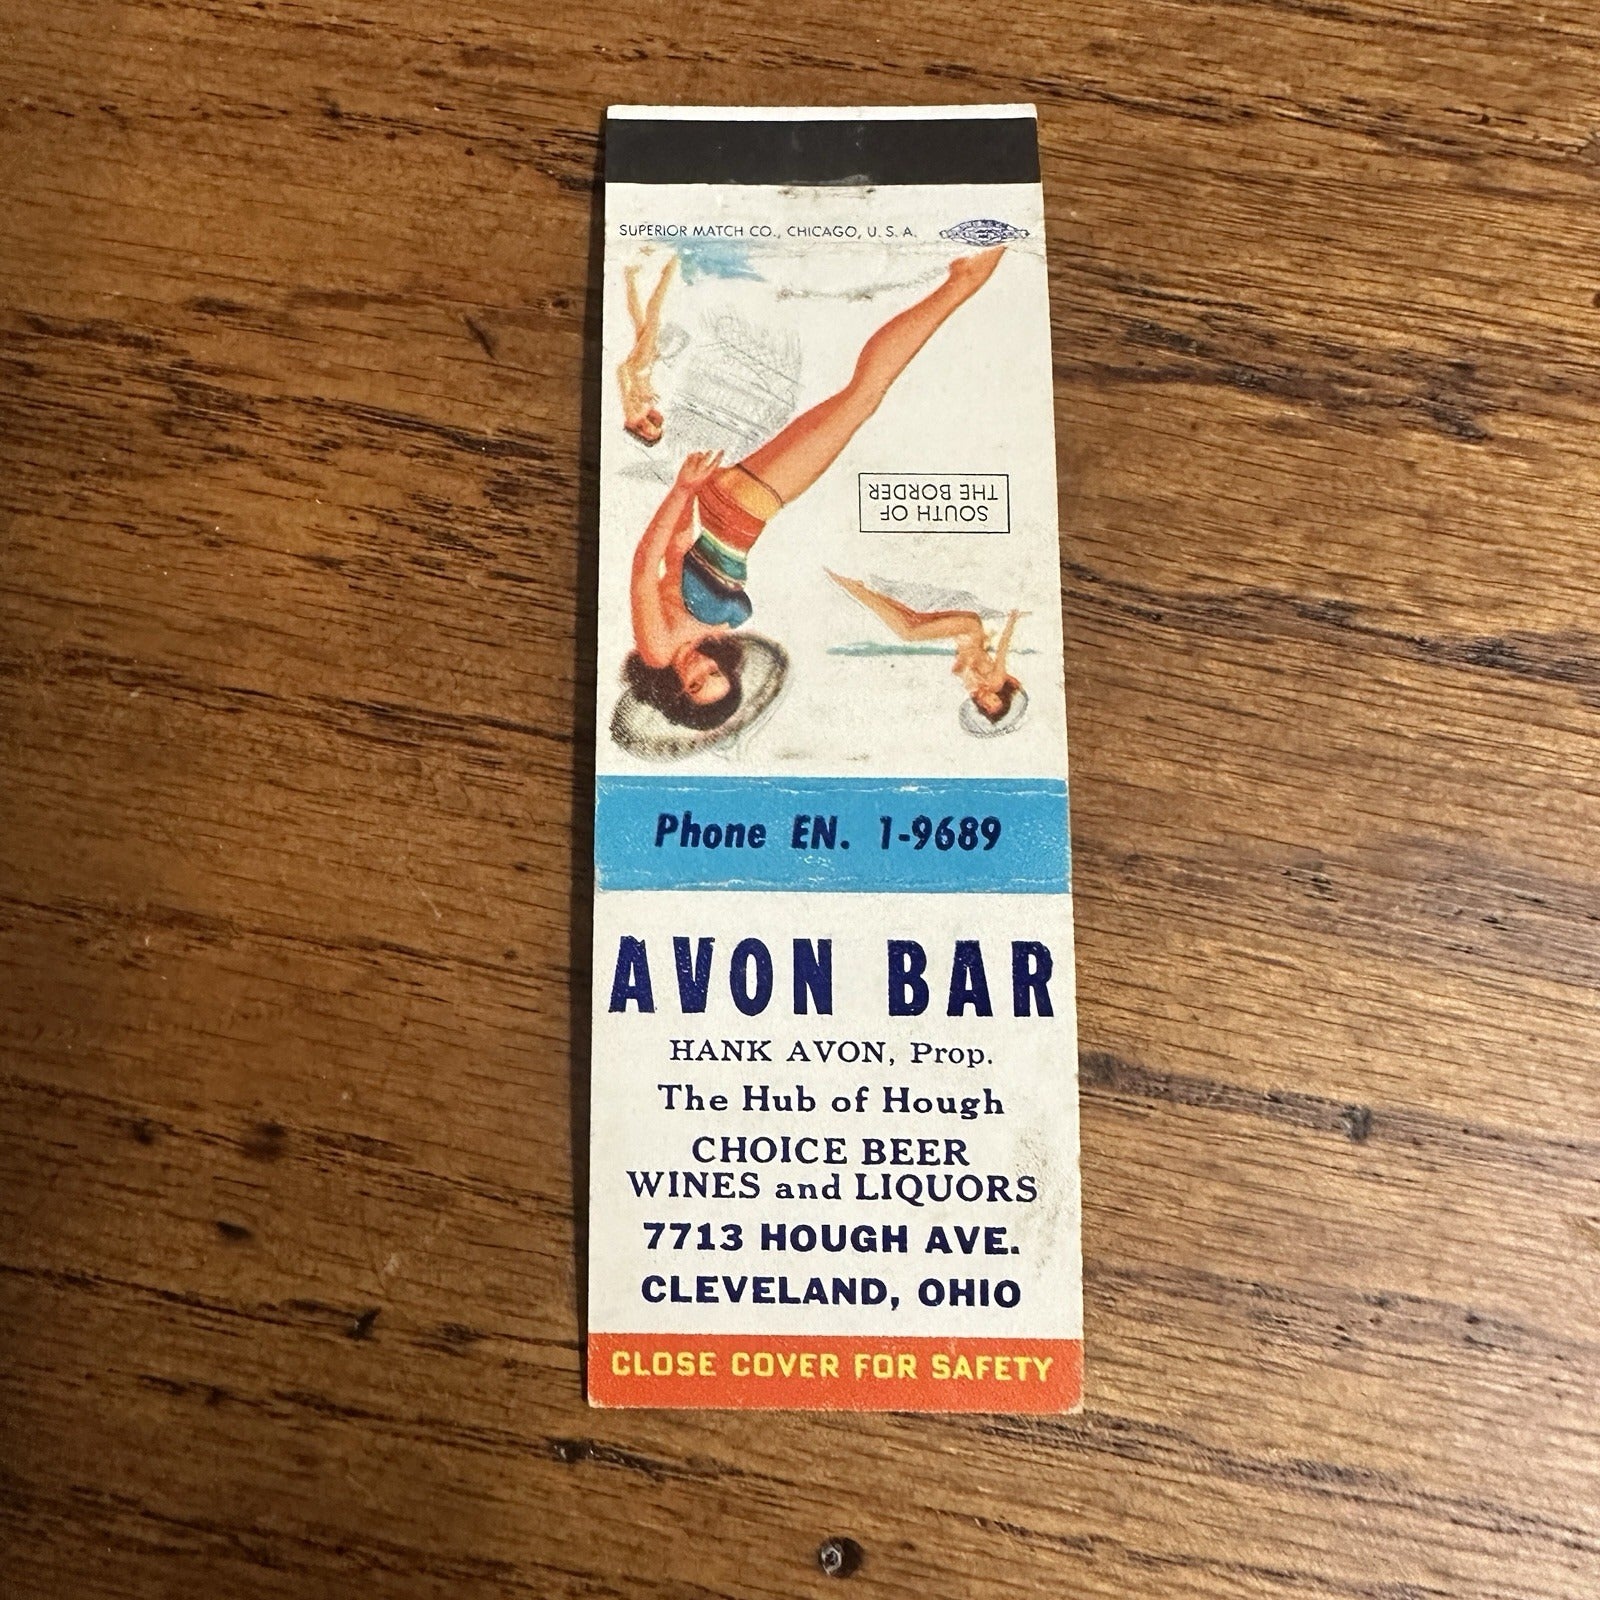 SUPERIOR MATCH CO., CHICAGO, U. S. A.
SOUTH OF
THE BORDER
Phone EN. 1-9689
AVON BAR
HANK AVON, Prop.
The Hub of Hough
CHOICE BEER
WINES and LIQUORS
7713 HOUGH AVE.
CLEVELAND, OHIO
CLOSE COVER FOR SAFETY